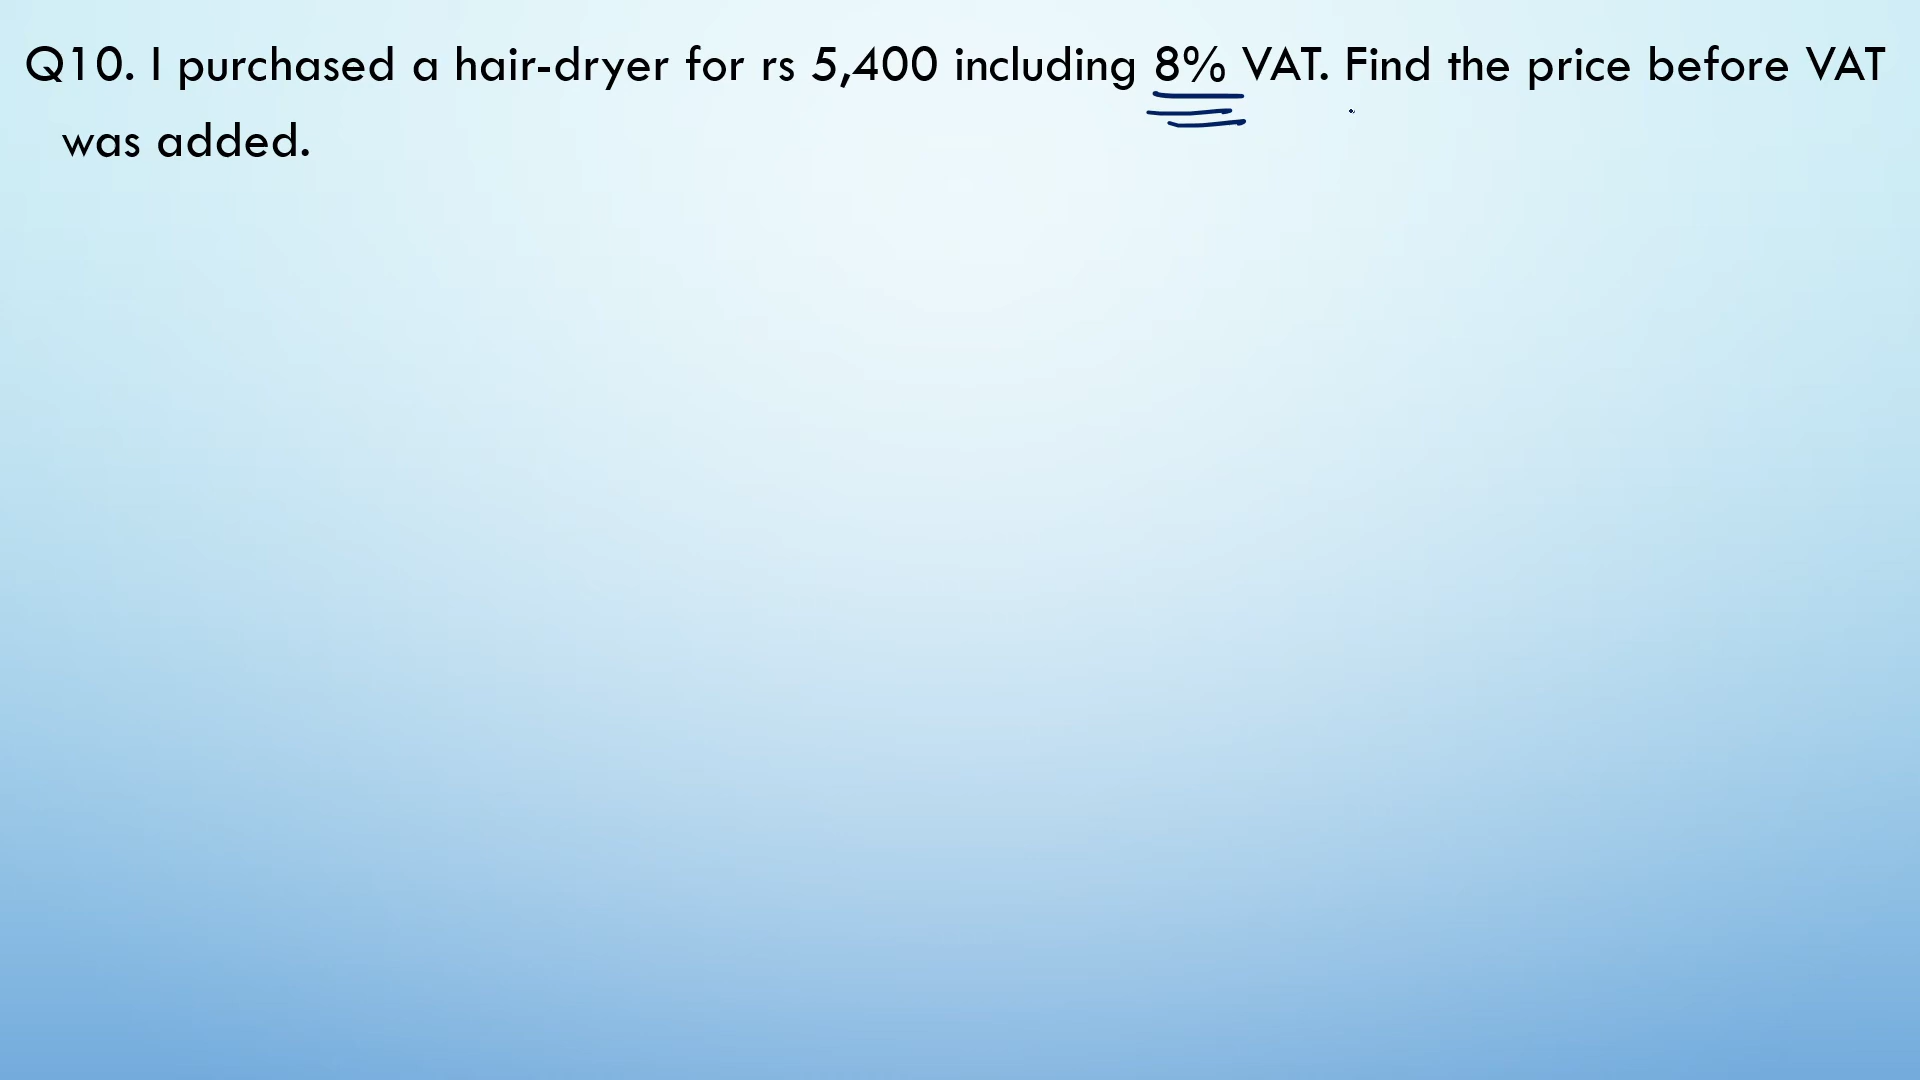 Q10. I purchased a hair-dryer for rs 5,400 including 8% VAT. Find the price before VAT
was added.